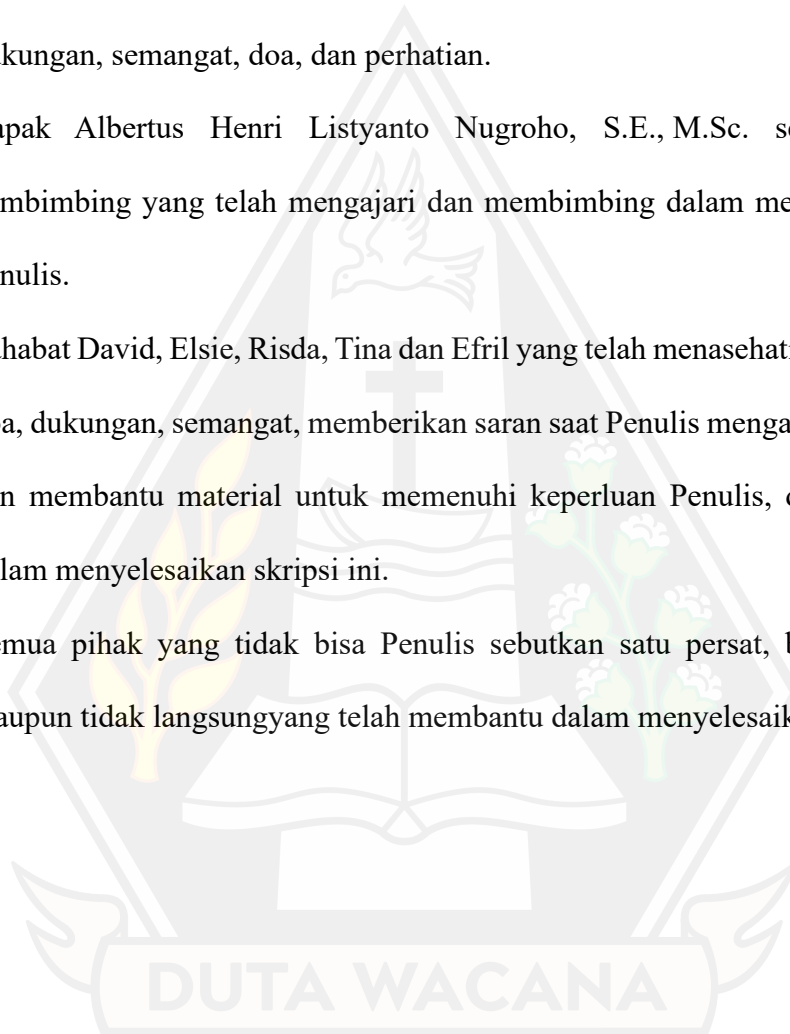 kungan, semangat, doa, dan perhatian.
apak Albertus Henri Listyanto Nugroho, S.E., M.Sc. se
mbimbing yang telah mengajari dan membimbing dalam me
nulis.
habat David, Elsie, Risda, Tina dan Efril yang telah menasehati
a, dukungan, semangat, memberikan saran saat Penulis menga
n membantu material untuk memenuhi keperluan Penulis,
lam menyelesaikan skripsi ini.
emua pihak yang tidak bisa Penulis sebutkan satu persat, b
aupun tidak langsungyang telah membantu dalam menyelesaik
DUTA WACANA